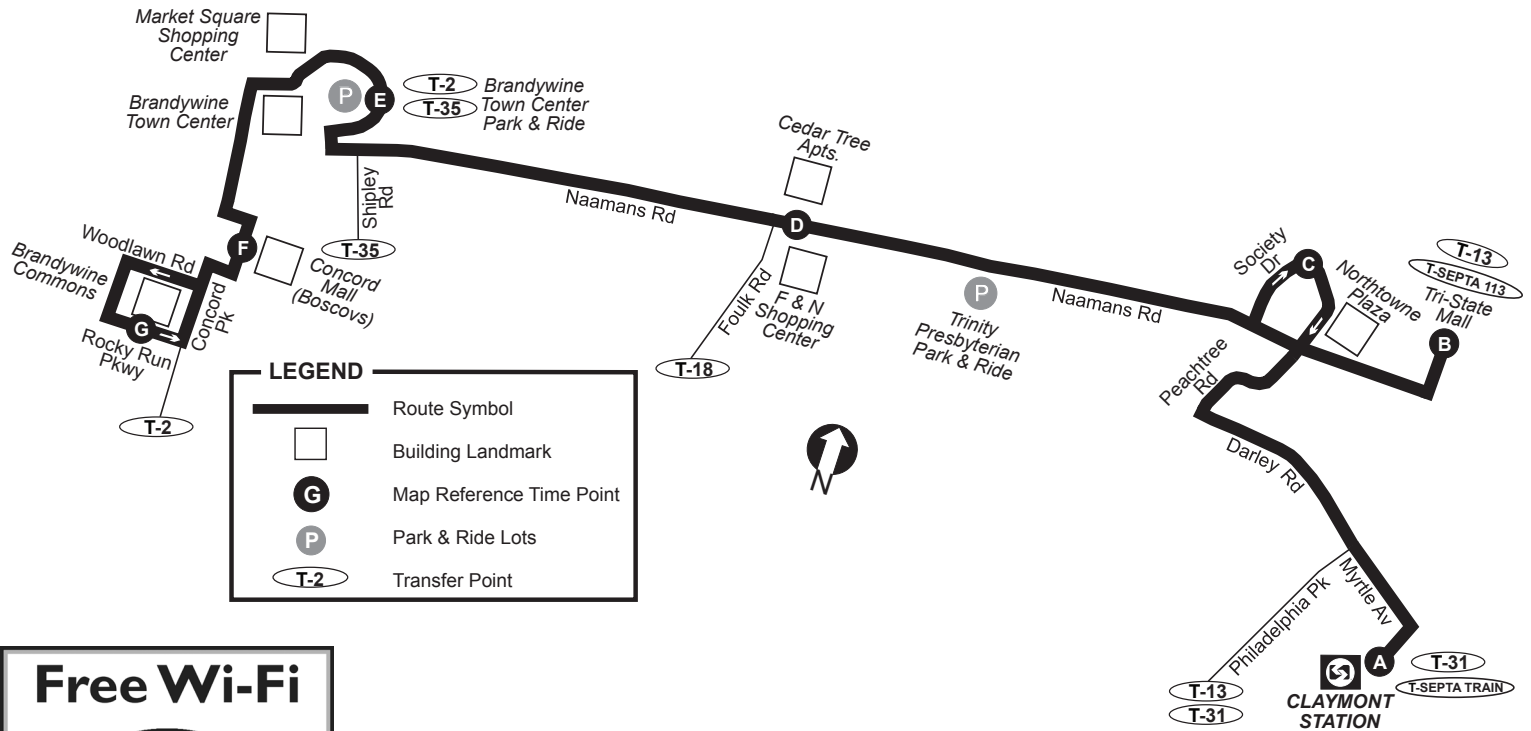 Market Square
Shopping
Center
Brandywine
Town Center
P
E
T-2
T-35
Brandywine
Town Center
Park & Ride
Shipley
Rd
T-35
Naamans Rd
Cedar Tree
Apts.
D
F & N
Shopping
Center
Foulk Rd
T-18
P
Trinity
Presbyterian
Park & Ride
Naamans Rd
Society
Dr
C
Northtowne
Plaza
T-13
T-SEPTA 113
Tri-State
Mall
B
Woodlawn Rd
Brandywine
Commons
F
Concord
Mall
(Boscovs)
Concord
Pk
G
Rocky Run
Pkwy
T-2
Peachtree
Rd
Darley Rd
Myrtle Av
Philadelphia Pk
T-13
T-31
A
T-31
T-SEPTA TRAIN
CLAYMONT
STATION
N
LEGEND
Route Symbol
Building Landmark
G Map Reference Time Point
P Park & Ride Lots
T-2 Transfer Point
Free Wi-Fi